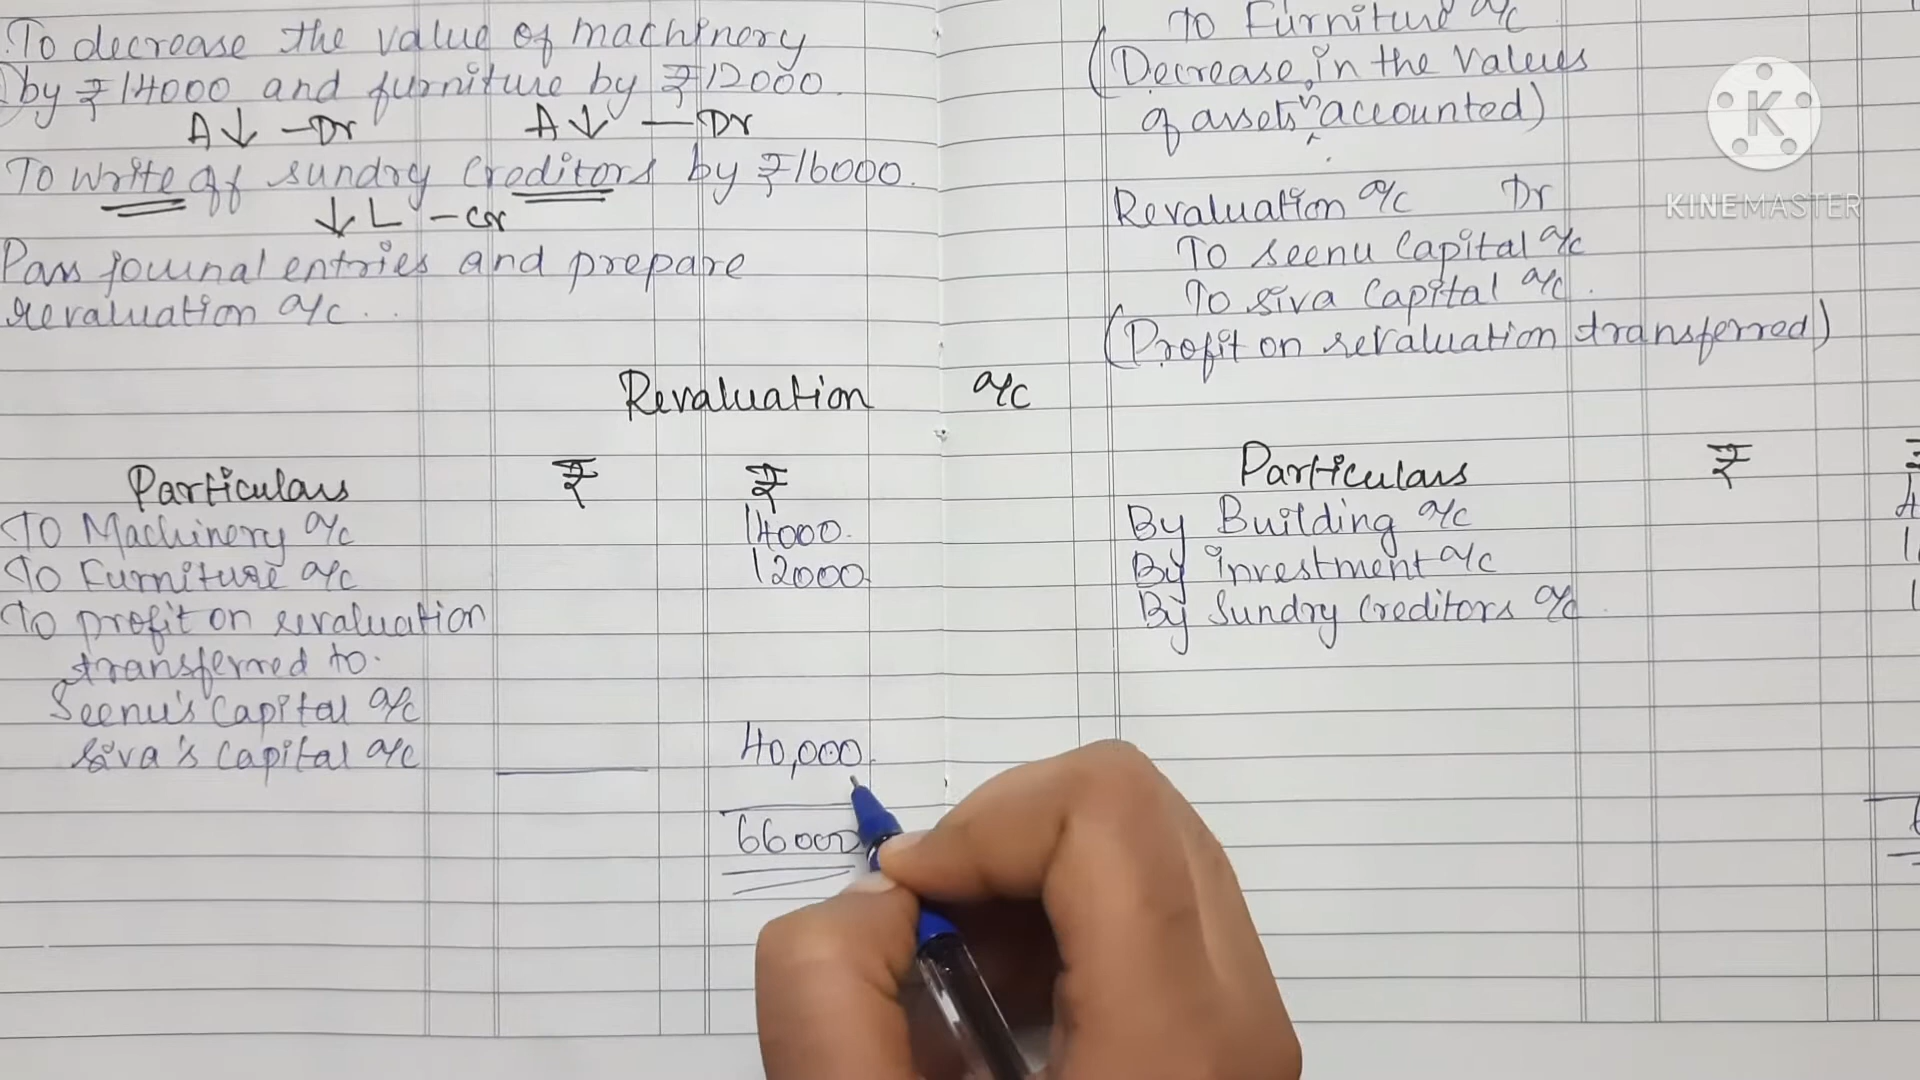 To decrease the value of machinery
by ₹14000 and furniture by ₹12000.
A↓ - Dr A↓ - Dr
To write off sundry creditors by ₹16000.
↓L - Cr
Pass journal entries and prepare
revaluation a/c.
To Furniture a/c
(Decrease in the values
of assets accounted)
Revaluation a/c Dr
To Seenu Capital a/c
To Siva Capital a/c.
(Profit on revaluation transferred)
KINEMASTER
Revaluation a/c
Particulars ₹ ₹ Particulars ₹
To Machinery a/c 14000. By Building a/c
To Furniture a/c 12000 By investment a/c
To profit on revaluation By Sundry Creditors a/c
transferred to.
Seenu's Capital a/c
Siva's Capital a/c 40,000
66000